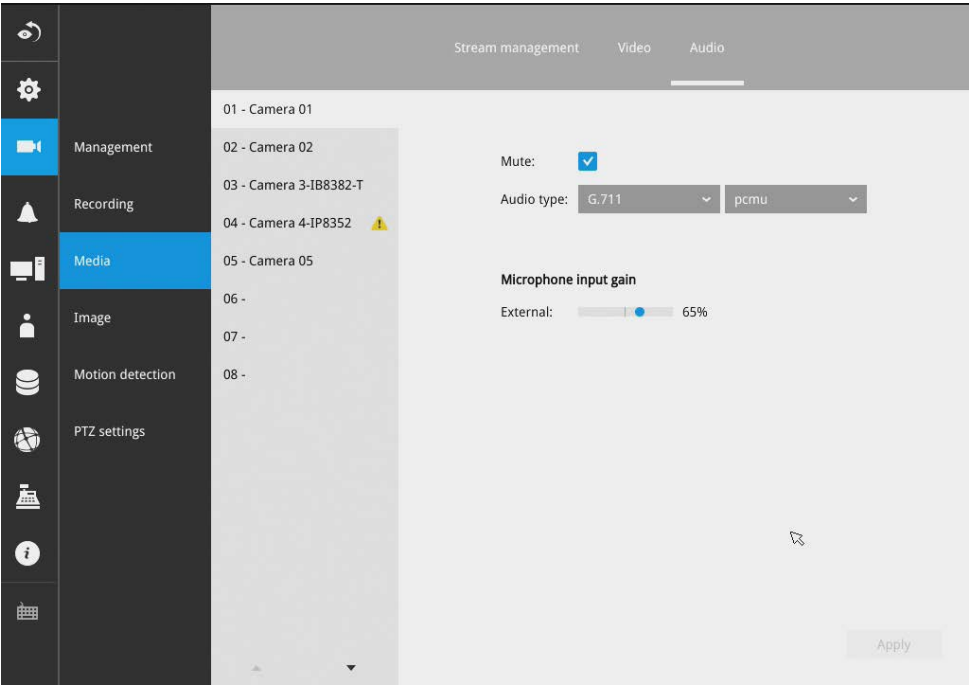 Stream management Video Audio
Management
Recording
Media
Image
Motion detection
PTZ settings
01 - Camera 01
02 - Camera 02
03 - Camera 3-IB8382-T
04 - Camera 4-IP8352
05 - Camera 05
06 -
07 -
08 -
Mute:
Audio type: G.711 pcmu
Microphone input gain
External: 65%
Apply